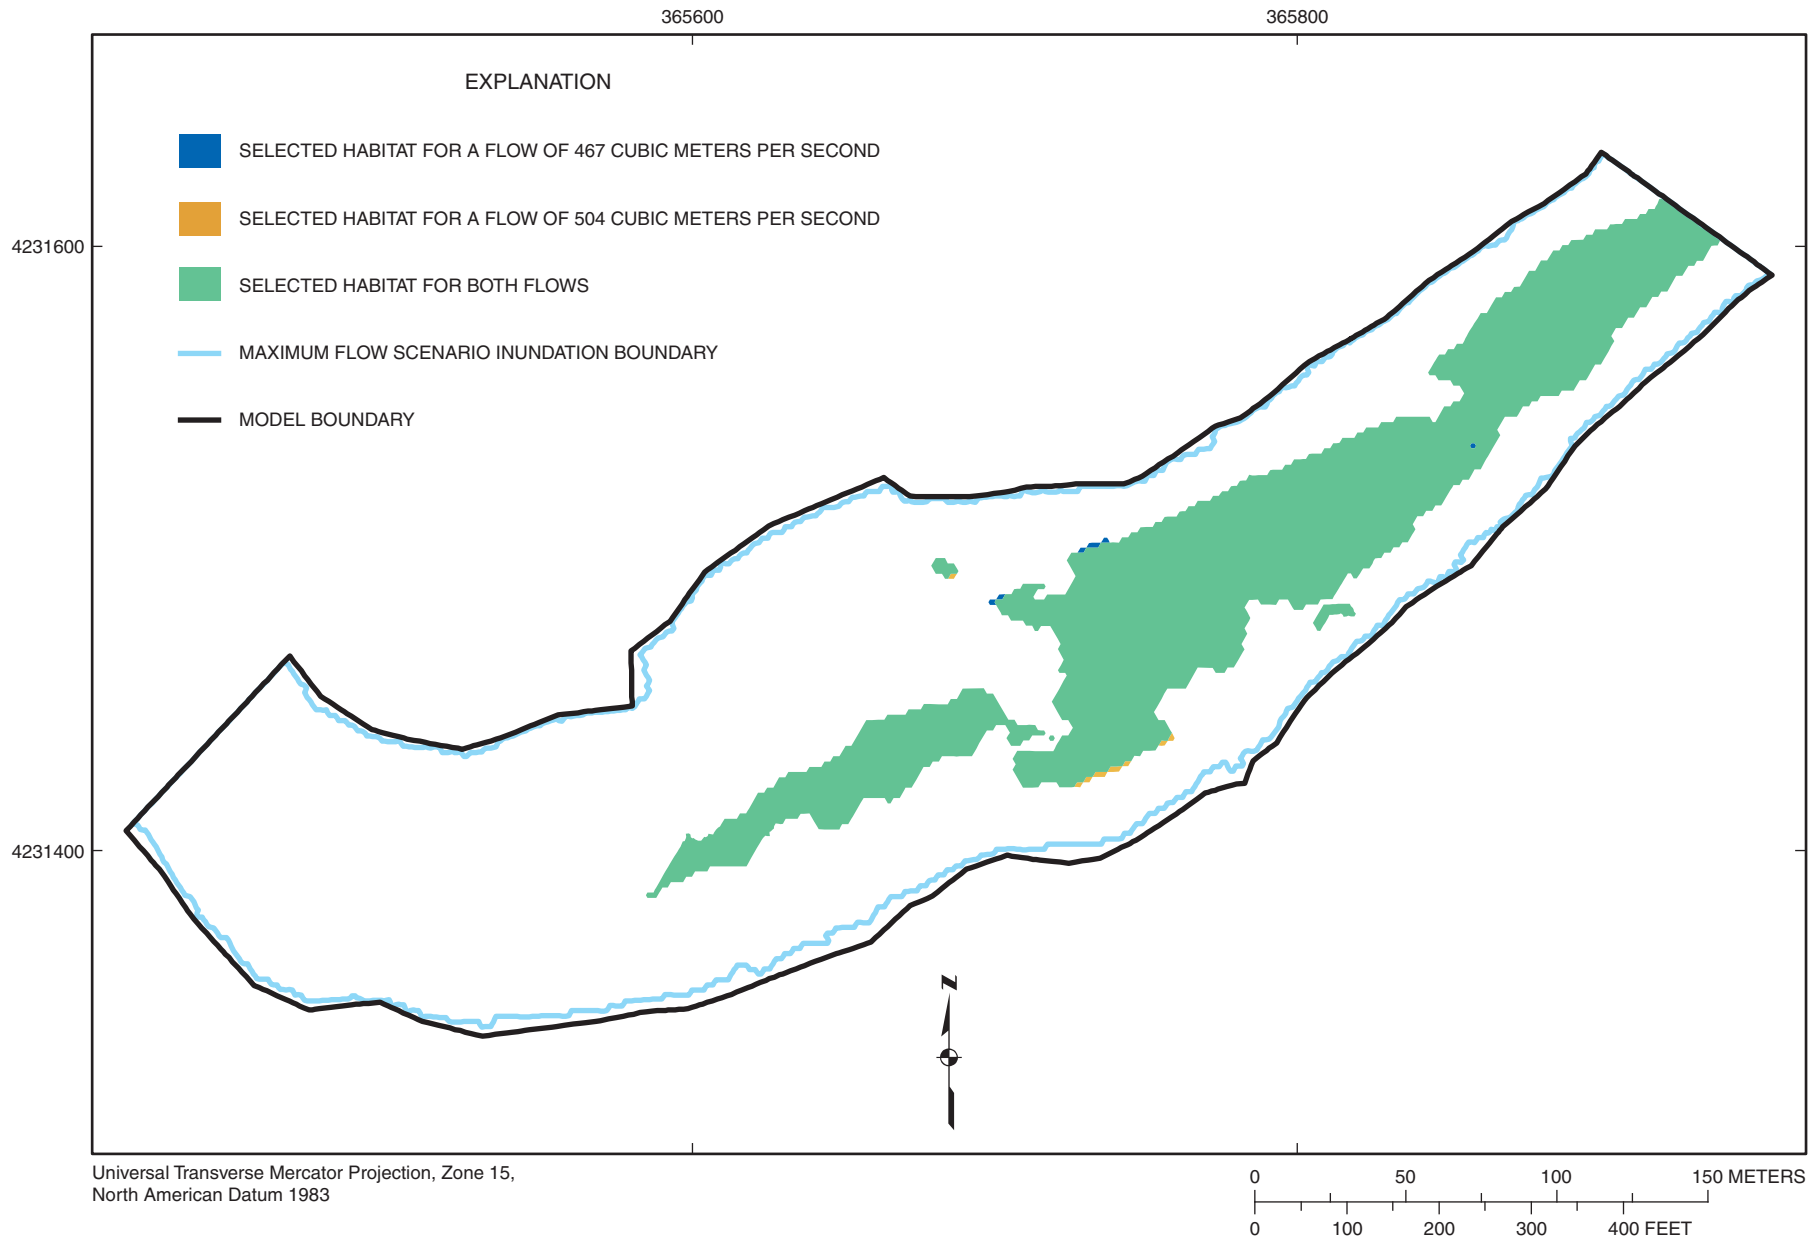 365600
365800
EXPLANATION
SELECTED HABITAT FOR A FLOW OF 467 CUBIC METERS PER SECOND
SELECTED HABITAT FOR A FLOW OF 504 CUBIC METERS PER SECOND
4231600
SELECTED HABITAT FOR BOTH FLOWS
MAXIMUM FLOW SCENARIO INUNDATION BOUNDARY
MODEL BOUNDARY
4231400
N
Universal Transverse Mercator Projection, Zone 15,
North American Datum 1983
0 50 100 150 METERS
0 100 200 300 400 FEET